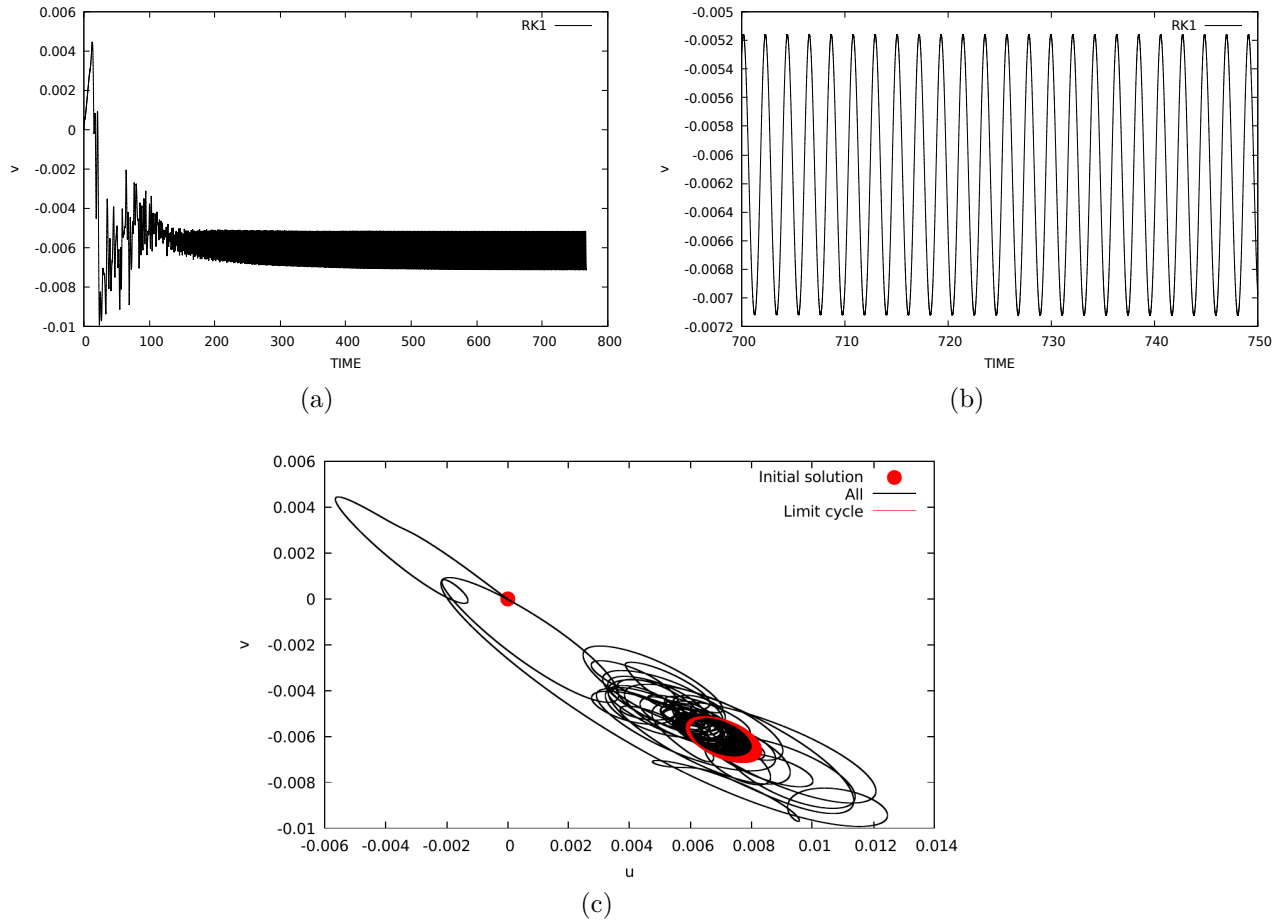 0.006
0.004
0.002
0
-0.002
-0.004
-0.006
-0.008
-0.01
v
RK1
0 100 200 300 400 500 600 700 800
TIME
(a)
-0.005
-0.0052
-0.0054
-0.0056
-0.0058
-0.006
-0.0062
-0.0064
-0.0066
-0.0068
-0.007
-0.0072
v
RK1
700 710 720 730 740 750
TIME
(b)
0.006
0.004
0.002
0
-0.002
-0.004
-0.006
-0.008
-0.01
v
Initial solution
All
Limit cycle
-0.006 -0.004 -0.002 0 0.002 0.004 0.006 0.008 0.01 0.012 0.014
u
(c)